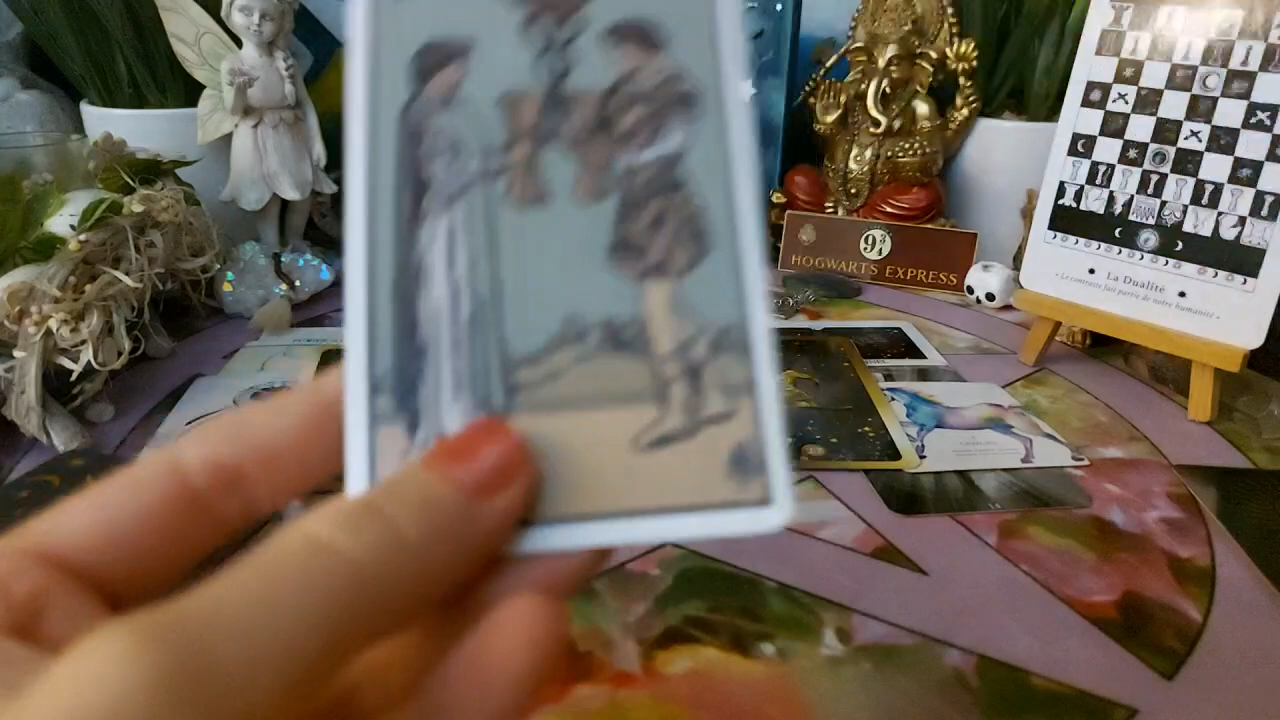 9¾
HOGWARTS EXPRESS
La Dualité
« Le contraste fait partie de notre humanité »